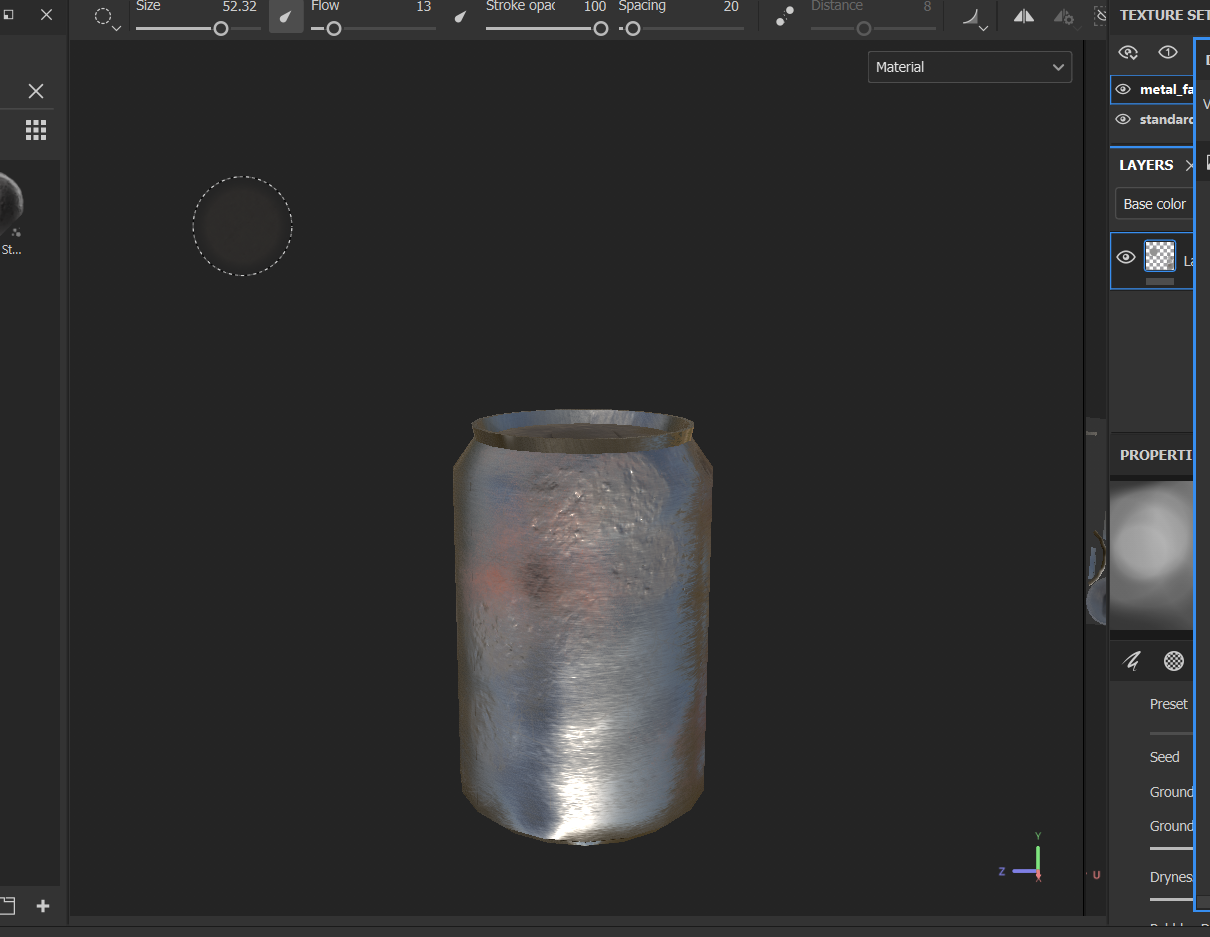 Size 52.32 Flow 13 Stroke opac 100 Spacing 20 Distance 8
TEXTURE SET
Material
1
metal_fa
standard
LAYERS
Base color
La
St...
PROPERTI
Preset
Seed
Ground
Ground
Drynes
Y
Z
X
U